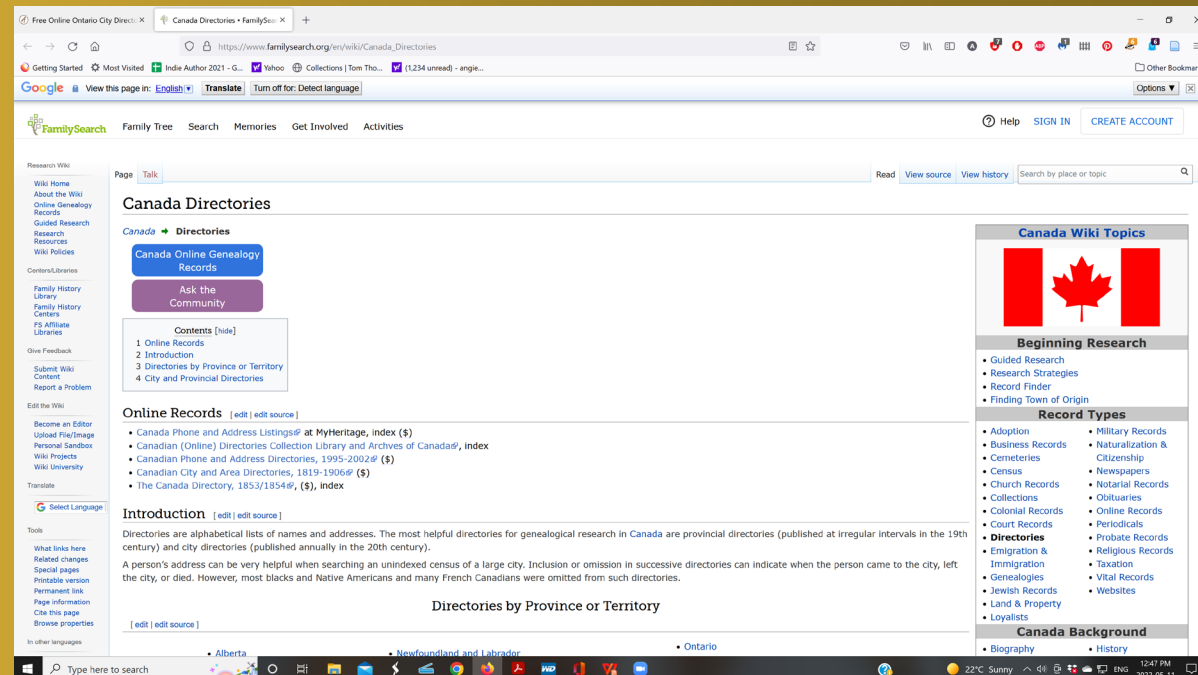 Free Online Ontario City Directo
Canada Directories • FamilySear
https://www.familysearch.org/en/wiki/Canada_Directories
Getting Started
Most Visited
Indie Author 2021 - G...
Yahoo
Collections | Tom Tho...
(1,234 unread) - angie...
Other Bookmar
Google
View this page in:
English
Translate
Turn off for: Detect language
Options ▼
FamilySearch
Family Tree
Search
Memories
Get Involved
Activities
Help
SIGN IN
CREATE ACCOUNT
Research Wiki
Wiki Home
About the Wiki
Online Genealogy
Records
Guided Research
Research
Resources
Wiki Policies
Centers/Libraries
Family History
Library
Family History
Centers
FS Affiliate
Libraries
Give Feedback
Submit Wiki
Content
Report a Problem
Edit the Wiki
Become an Editor
Upload File/Image
Personal Sandbox
Wiki Projects
Wiki University
Translate
Select Language
Tools
What links here
Related changes
Special pages
Printable version
Permanent link
Page information
Cite this page
Browse properties
In other languages
Page
Talk
Read
View source
View history
Search by place or topic
Canada Directories
Canada ➜ Directories
Canada Online Genealogy
Records
Ask the
Community
Contents [hide]
1 Online Records
2 Introduction
3 Directories by Province or Territory
4 City and Provincial Directories
Online Records [ edit | edit source ]
• Canada Phone and Address Listings at MyHeritage, index ($)
• Canadian (Online) Directories Collection Library and Archves of Canada, index
• Canadian Phone and Address Directories, 1995-2002 ($)
• Canadian City and Area Directories, 1819-1906 ($)
• The Canada Directory, 1853/1854, ($), index
Introduction [ edit | edit source ]
Directories are alphabetical lists of names and addresses. The most helpful directories for genealogical research in Canada are provincial directories (published at irregular intervals in the 19th
century) and city directories (published annually in the 20th century).
A person's address can be very helpful when searching an unindexed census of a large city. Inclusion or omission in successive directories can indicate when the person came to the city, left
the city, or died. However, most blacks and Native Americans and many French Canadians were omitted from such directories.
Directories by Province or Territory
[ edit | edit source ]
• Alberta
• Newfoundland and Labrador
• Ontario
Canada Wiki Topics
Beginning Research
• Guided Research
• Research Strategies
• Record Finder
• Finding Town of Origin
Record Types
• Adoption
• Business Records
• Cemeteries
• Census
• Church Records
• Collections
• Colonial Records
• Court Records
• Directories
• Emigration &
Immigration
• Genealogies
• Jewish Records
• Land & Property
• Loyalists
• Military Records
• Naturalization &
Citizenship
• Newspapers
• Notarial Records
• Obituaries
• Online Records
• Periodicals
• Probate Records
• Religious Records
• Taxation
• Vital Records
• Websites
Canada Background
• Biography
• History
Type here to search
22°C Sunny
ENG
12:47 PM
2022-05-11